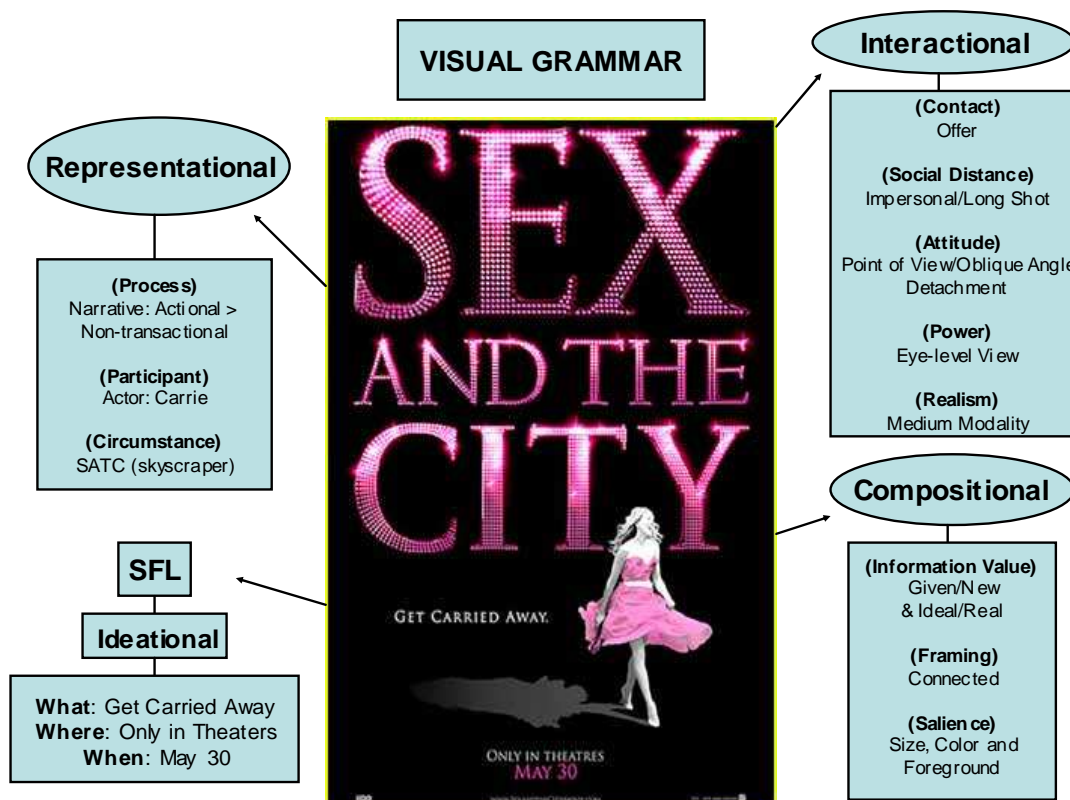 VISUAL GRAMMAR
Representational
(Process)
Narrative: Actional >
Non-transactional
(Participant)
Actor: Carrie
(Circumstance)
SATC (skyscraper)
SFL
Ideational
What: Get Carried Away
Where: Only in Theaters
When: May 30
SEX
AND THE
CITY
GET CARRIED AWAY.
ONLY IN THEATRES
MAY 30
Interactional
(Contact)
Offer
(Social Distance)
Impersonal/Long Shot
(Attitude)
Point of View/Oblique Angle
Detachment
(Power)
Eye-level View
(Realism)
Medium Modality
Compositional
(Information Value)
Given/New
& Ideal/Real
(Framing)
Connected
(Salience)
Size, Color and
Foreground